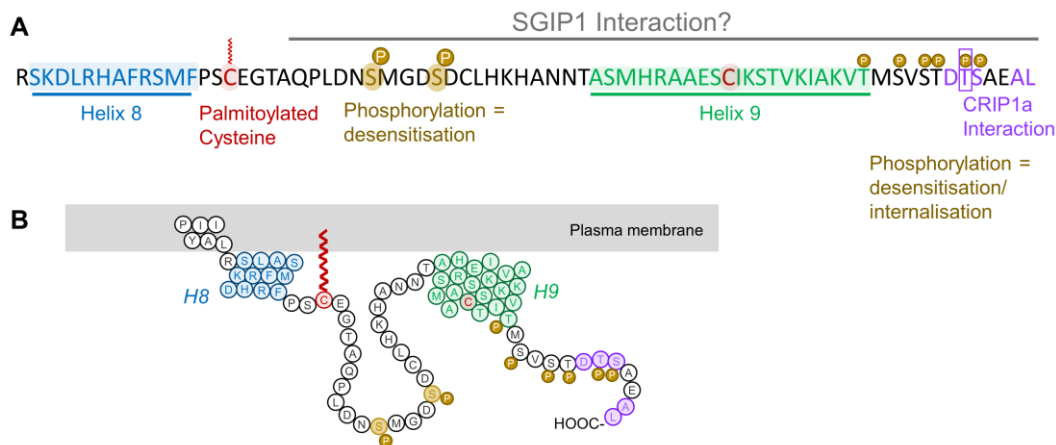 A
SGIP1 Interaction?
P P P P P P P P
RSKDLRHAFRSMFPSCEGTAQPLDNSMGDSDCLHKHANNTASMHRAAESCIKSTVKIAKVTMSVSTDTSAEAL
Helix 8
Palmitoylated
Cysteine
Phosphorylation =
desensitisation
Helix 9
CRIP1a
Interaction
Phosphorylation =
desensitisation/
internalisation
B
Plasma membrane
P I I
Y A L
R S L A S
K R F M
D H R F
H8
P S C E G T A Q P L D N S M G D S D C L H K H A N N T
P P
H9
A H E I
S R S K V A
M A S K K
C
A T I V T
M S V S T D T S A E A L
P P P P P P
HOOC-